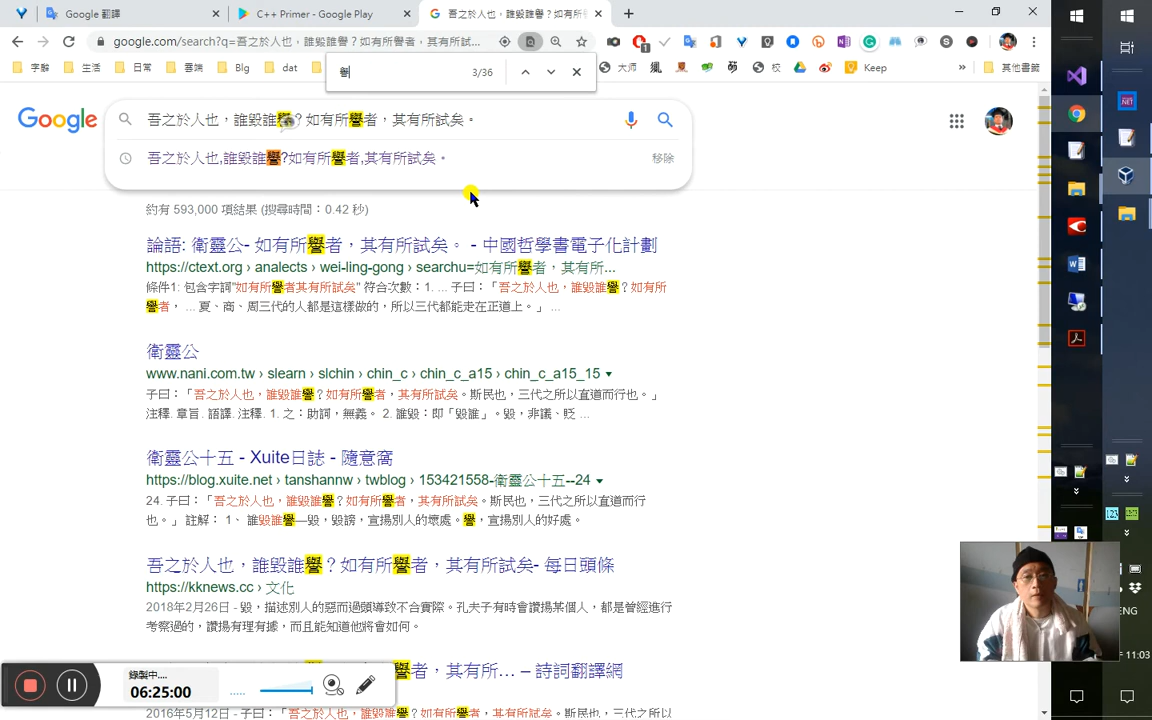 Google 翻譯
C++ Primer - Google Play
吾之於人也，誰毀誰譽？如有所
google.com/search?q=吾之於人也，誰毀誰譽？如有所譽者，其有所試...
字辭
生活
日常
雲端
Blg
dat
大师
校
Keep
其他書籤
譽
3/36
Google
吾之於人也，誰毀誰譽？如有所譽者，其有所試矣。
吾之於人也,誰毀誰譽?如有所譽者,其有所試矣。
移除
約有 593,000 項結果 (搜尋時間：0.42 秒)
論語: 衛靈公- 如有所譽者，其有所試矣。 - 中國哲學書電子化計劃
https://ctext.org › analects › wei-ling-gong › searchu=如有所譽者，其有所...
條件1: 包含字詞"如有所譽者其有所試矣" 符合次數：1. ... 子曰：「吾之於人也，誰毀誰譽？如有所
譽者， ... 夏、商、周三代的人都是這樣做的，所以三代都能走在正道上。」 ...
衛靈公
www.nani.com.tw › slearn › slchin › chin_c › chin_c_a15 › chin_c_a15_15
子曰：「吾之於人也，誰毀誰譽？如有所譽者，其有所試矣。斯民也，三代之所以直道而行也。」
注釋. 章旨. 語譯. 注釋. 1. 之：助詞，無義。 2. 誰毀：即「毀誰」。毀，非議、貶 ...
衛靈公十五 - Xuite日誌 - 隨意窩
https://blog.xuite.net › tanshannw › twblog › 153421558-衛靈公十五--24
24. 子曰：「吾之於人也，誰毀誰譽？如有所譽者，其有所試矣。斯民也，三代之所以直道而行
也。」 註解： 1、 誰毀誰譽—毀，毀謗，宣揚別人的壞處。譽，宣揚別人的好處。
吾之於人也，誰毀誰譽？如有所譽者，其有所試矣- 每日頭條
https://kknews.cc › 文化
2018年2月26日 - 毀，描述別人的惡而過頭導致不合實際。孔夫子有時會讚揚某個人，都是曾經進行
考察過的，讚揚有理有據，而且能知道他將會如何。
譽者，其有所... – 詩詞翻譯網
2016年5月12日 - 子曰：「吾之於人也，誰毀誰譽？如有所譽者，其有所試矣。斯民也，三代之所以
錄製中....
06:25:00
ENG
11:03